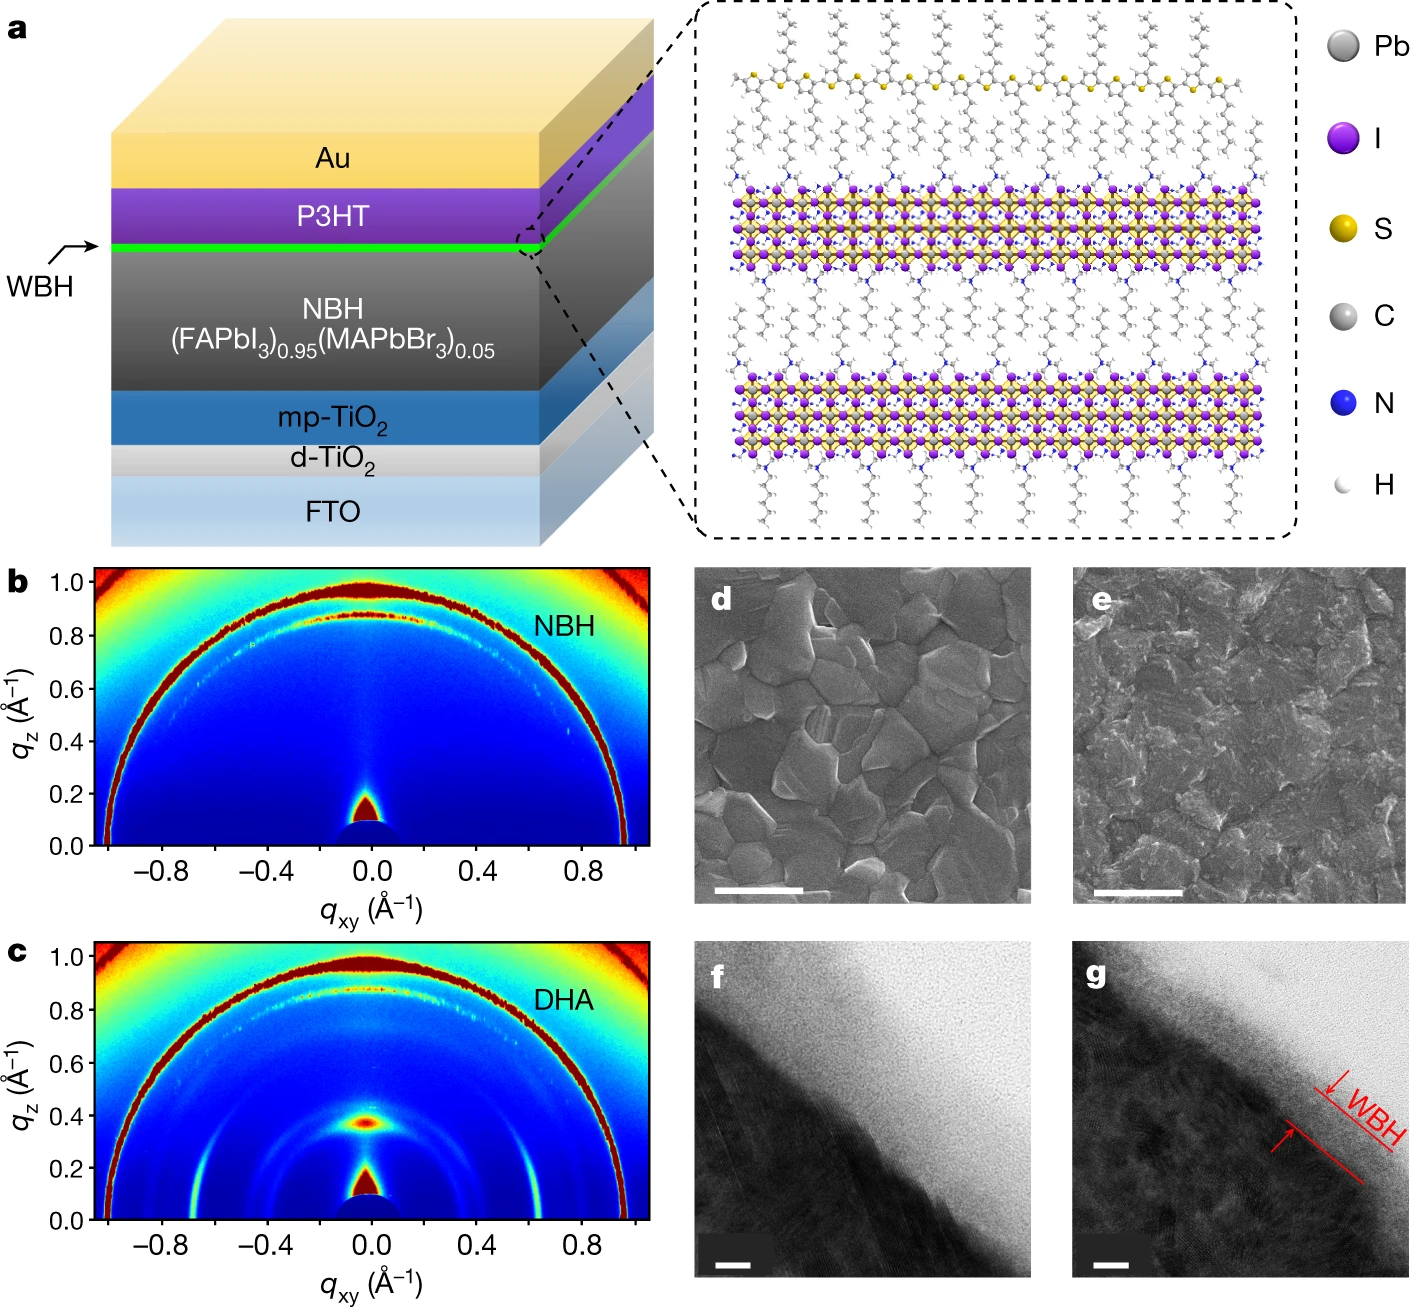 a
Au
P3HT
WBH
NBH
(FAPbI₃)₀.₉₅(MAPbBr₃)₀.₀₅
mp-TiO₂
d-TiO₂
FTO
Pb
I
S
C
N
H
b
NBH
1.0
0.8
0.6
0.4
0.2
0.0
qz (Å⁻¹)
−0.8 −0.4 0.0 0.4 0.8
qxy (Å⁻¹)
c
DHA
1.0
0.8
0.6
0.4
0.2
0.0
qz (Å⁻¹)
−0.8 −0.4 0.0 0.4 0.8
qxy (Å⁻¹)
d
e
f
g
WBH